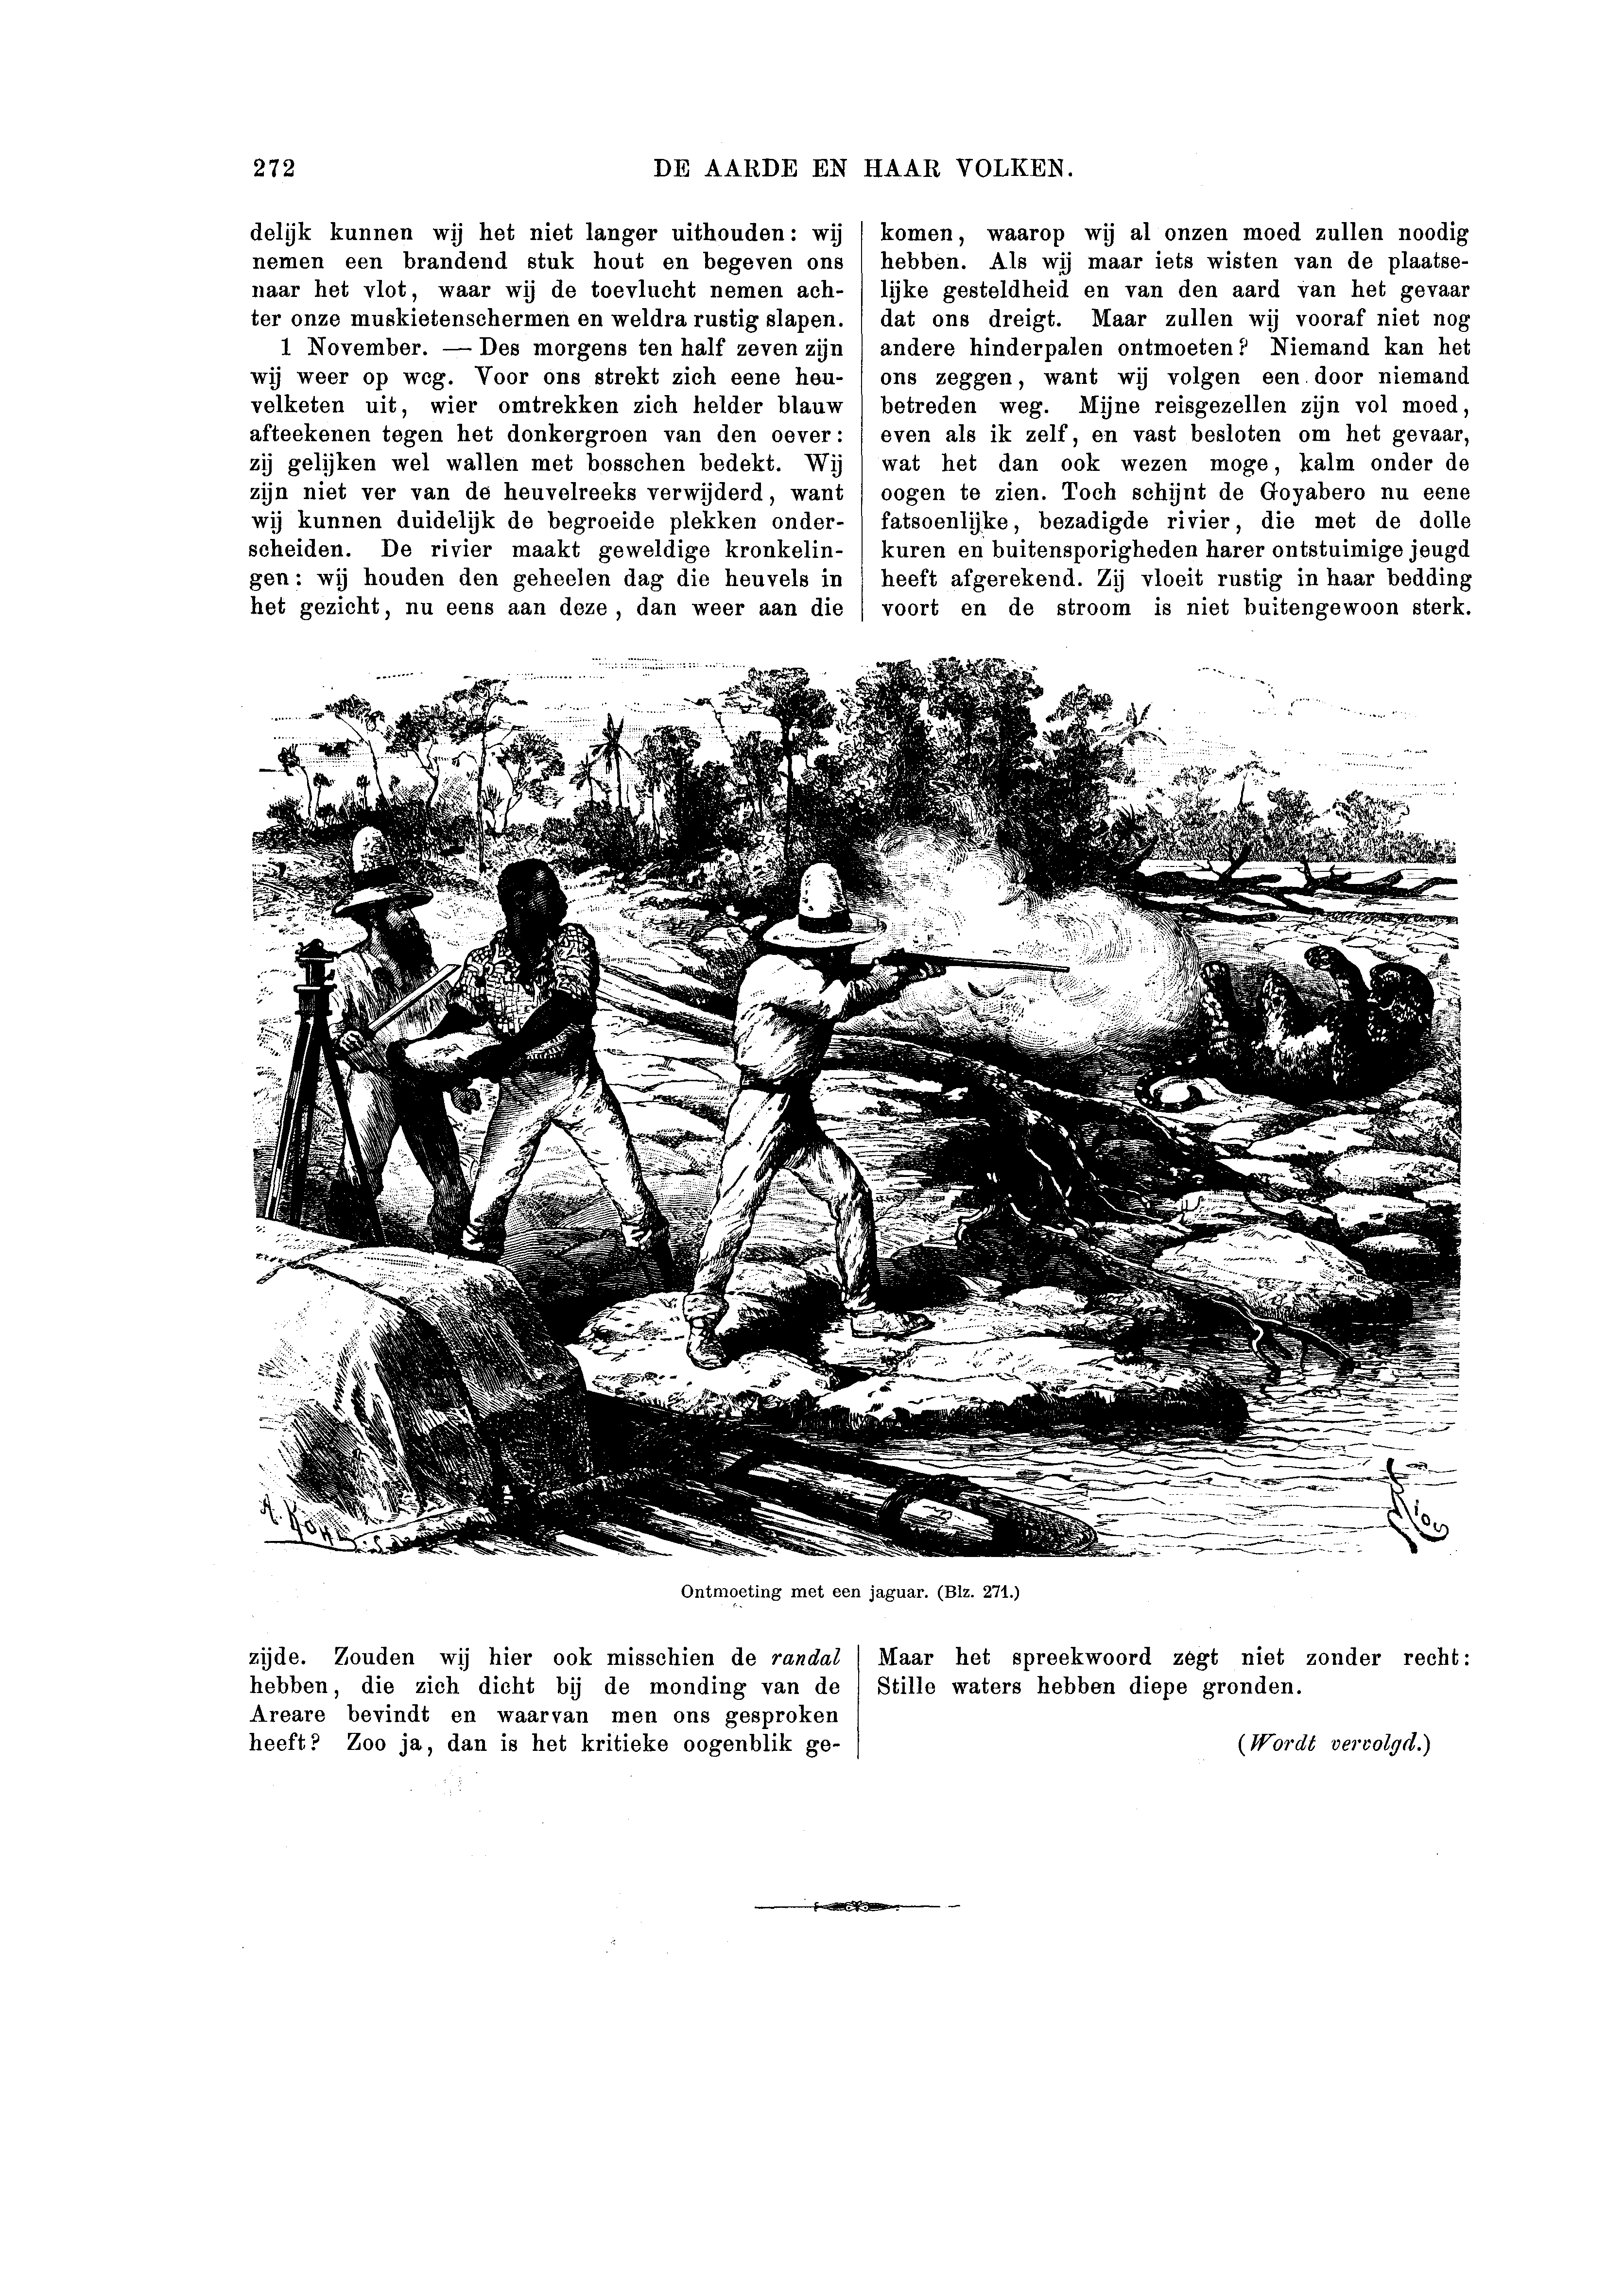 272
DE AARDE EN HAAR VOLKEN.
delijk kunnen wij het niet langer uithouden: wij
nemen een brandend stuk hout en begeven ons
naar het vlot, waar wij de toevlucht nemen ach-
ter onze muskietenschermen en weldra rustig slapen.
1 November. — Des morgens ten half zeven zijn
wij weer op weg. Voor ons strekt zich eene heu-
velketen uit, wier omtrekken zich helder blauw
afteekenen tegen het donkergroen van den oever:
zij gelijken wel wallen met bosschen bedekt. Wij
zijn niet ver van de heuvelreeks verwijderd, want
wij kunnen duidelijk de begroeide plekken onder-
scheiden. De rivier maakt geweldige kronkelin-
gen: wij houden den geheelen dag die heuvels in
het gezicht, nu eens aan deze, dan weer aan die
zijde. Zouden wij hier ook misschien de randal
hebben, die zich dicht bij de monding van de
Areare bevindt en waarvan men ons gesproken
heeft? Zoo ja, dan is het kritieke oogenblik ge-
komen, waarop wij al onzen moed zullen noodig
hebben. Als wij maar iets wisten van de plaatse-
lijke gesteldheid en van den aard van het gevaar
dat ons dreigt. Maar zullen wij vooraf niet nog
andere hinderpalen ontmoeten? Niemand kan het
ons zeggen, want wij volgen een door niemand
betreden weg. Mijne reisgezellen zijn vol moed,
even als ik zelf, en vast besloten om het gevaar,
wat het dan ook wezen moge, kalm onder de
oogen te zien. Toch schijnt de Goyabero nu eene
fatsoenlijke, bezadigde rivier, die met de dolle
kuren en buitensporigheden harer ontstuimige jeugd
heeft afgerekend. Zij vloeit rustig in haar bedding
voort en de stroom is niet buitengewoon sterk.
Maar het spreekwoord zegt niet zonder recht:
Stille waters hebben diepe gronden.
(Wordt vervolgd.)
A. KOHL
Riou
Ontmoeting met een jaguar. (Blz. 271.)